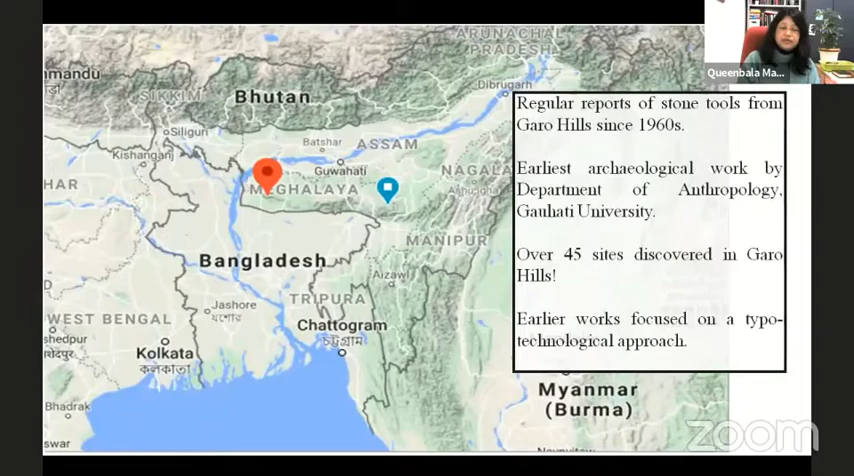 ARUNACHAL
PRADESH
Queenbala Ma...
Bhutan
SIKKIM
Dibrugarh
Siliguri
Batshar
ASSAM
Kishanganj
Guwahati
MEGHALAYA
MANIPUR
Bangladesh
Aizawl
TRIPURA
Jashore
যশোর
WEST BENGAL
Chattogram
চট্টগ্রাম
Kolkata
কলকাতা
Bhadrak
Myanmar
(Burma)
Regular reports of stone tools from
Garo Hills since 1960s.
Earliest archaeological work by
Department of Anthropology,
Gauhati University.
Over 45 sites discovered in Garo
Hills!
Earlier works focused on a typo-
technological approach.
zoom